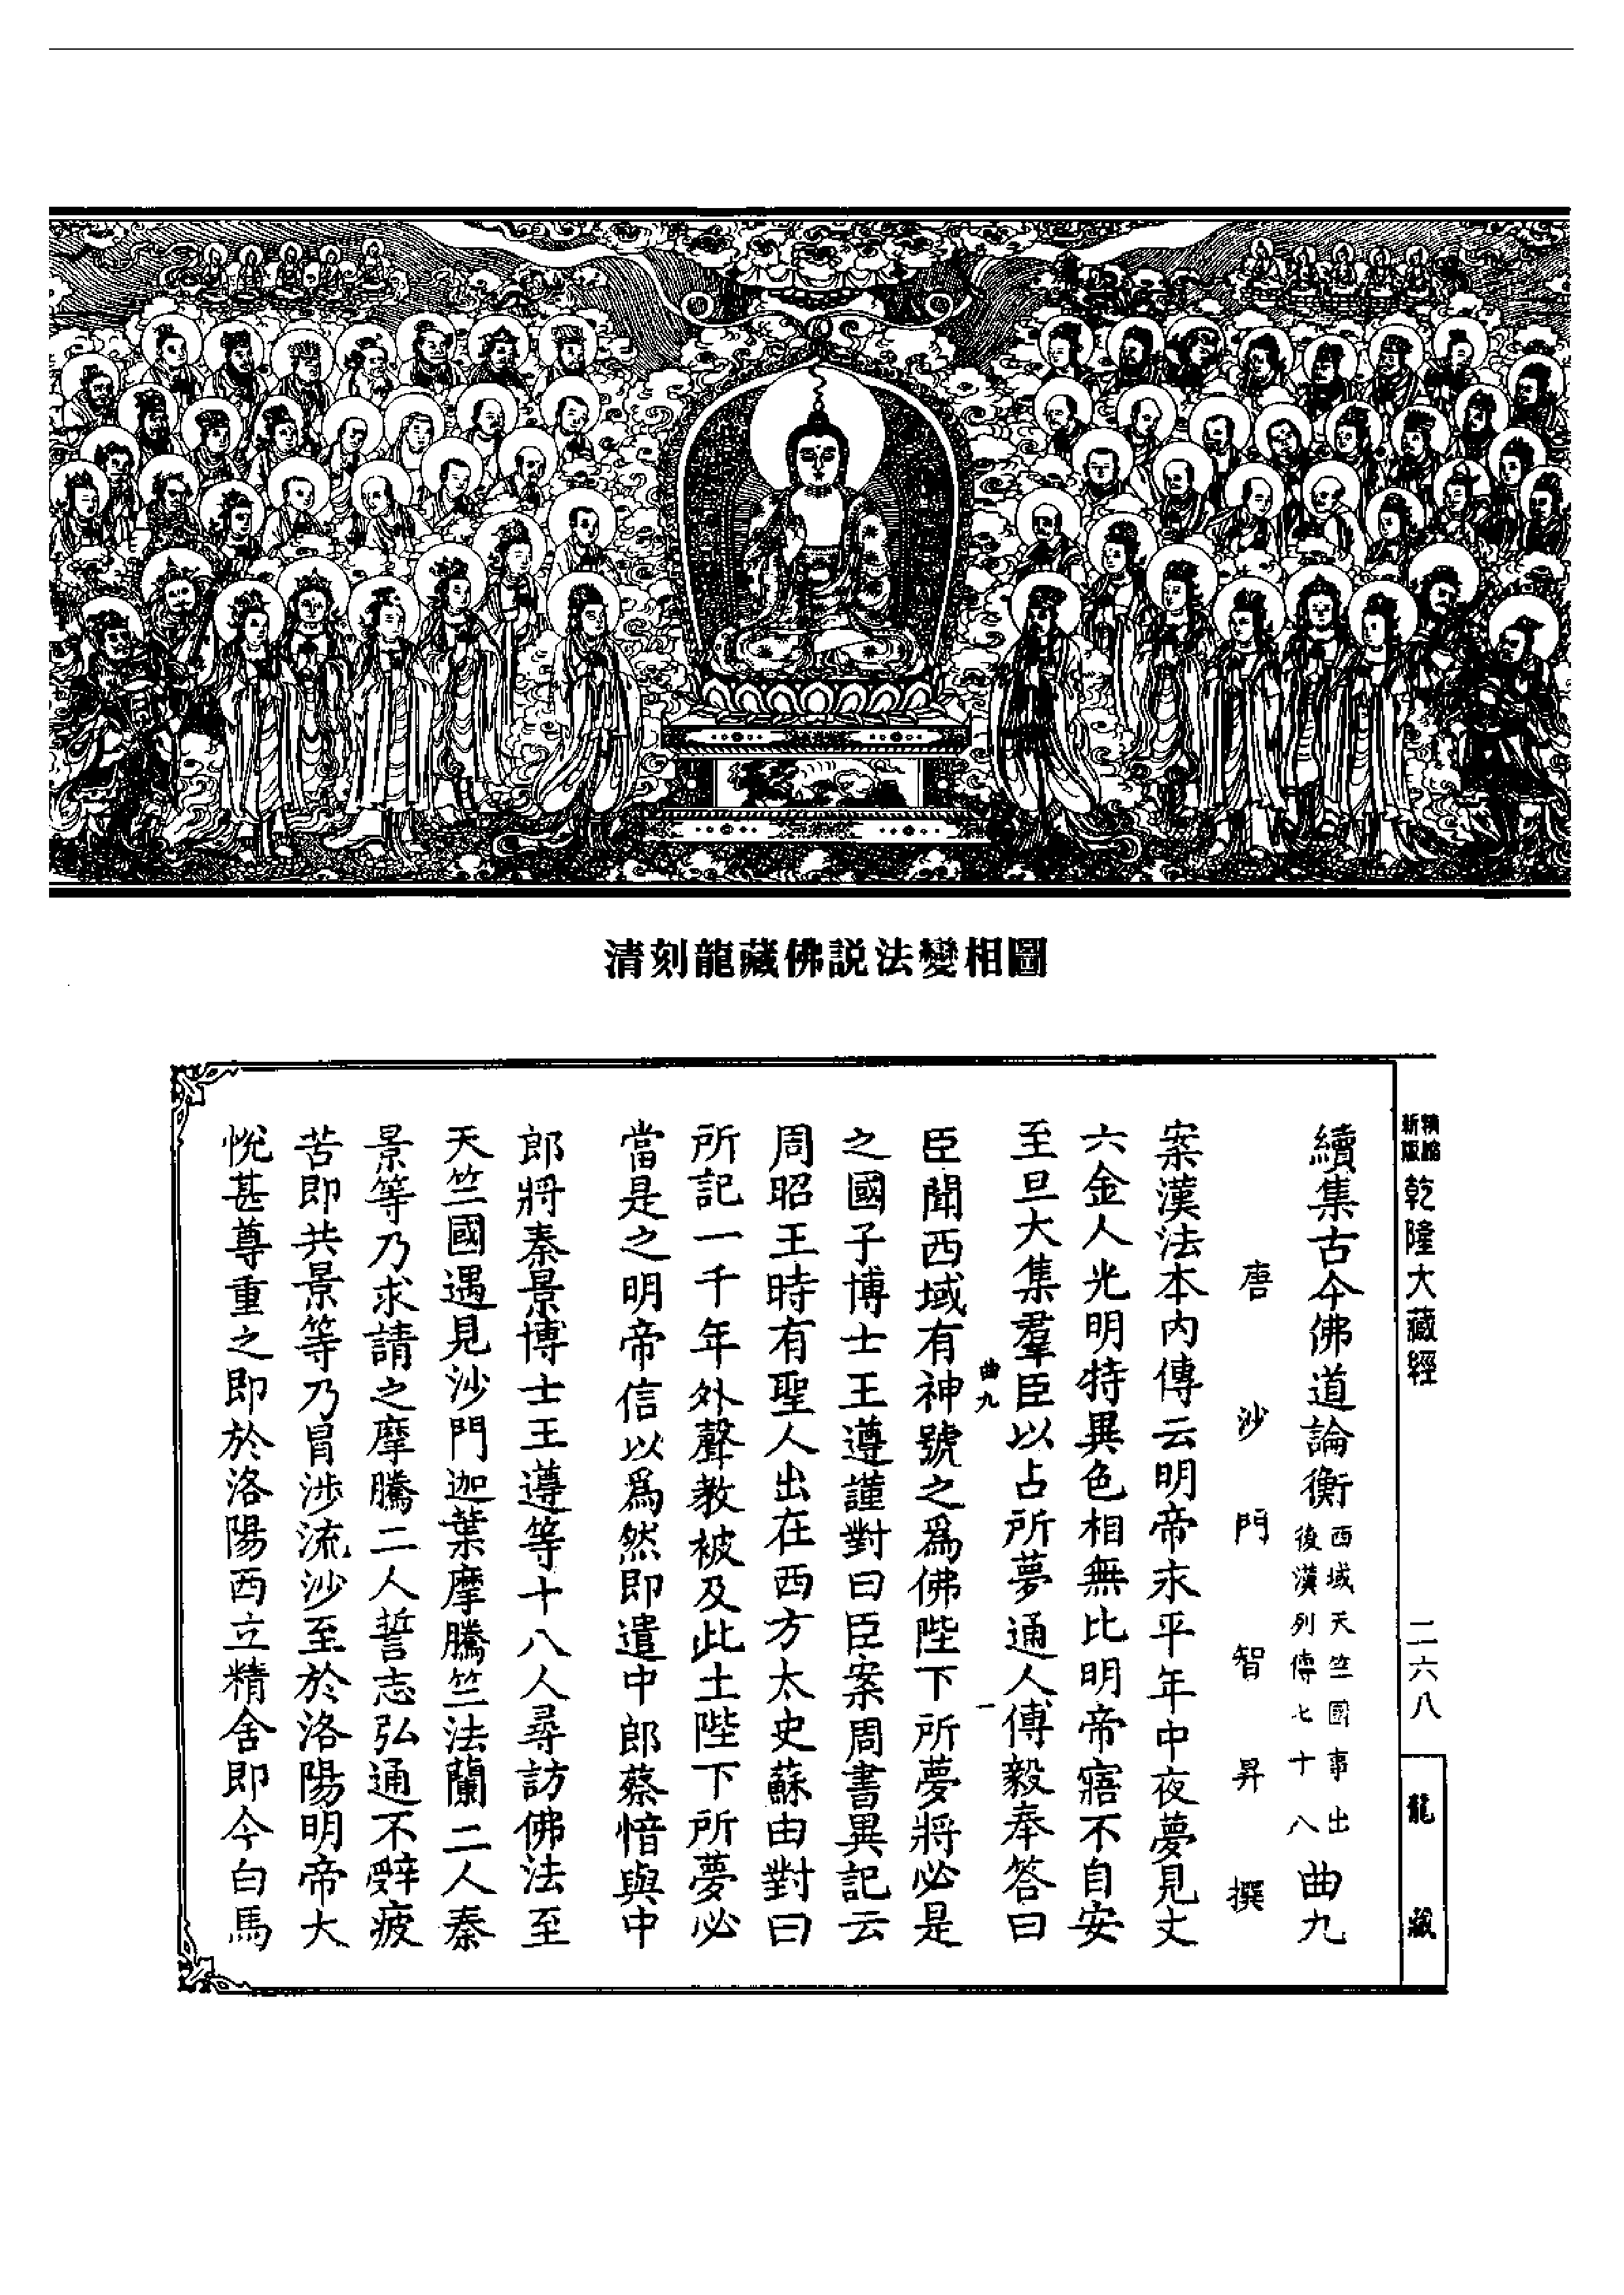 清刻龍藏佛説法變相圖
精縮新版
乾隆大藏經
二六八
龍藏
續集古今佛道論衡
西域天竺國事出
後漢列傳七十八
曲九
唐沙門智昇撰
案漢法本內傳云明帝永平年中夜夢見丈
六金人光明特異色相無比明帝寤不自安
至旦大集羣臣以占所夢通人傅毅奉答曰
曲九
一
臣聞西域有神號之爲佛陛下所夢將必是
之國子博士王遵謹對曰臣案周書異記云
周昭王時有聖人出在西方太史蘇由對曰
所記一千年外聲教被及此土陛下所夢必
當是之明帝信以爲然即遣中郎蔡愔與中
郎將秦景博士王遵等十八人尋訪佛法至
天竺國遇見沙門迦葉摩騰竺法蘭二人秦
景等乃求請之摩騰二人誓志弘通不辭疲
苦即共景等乃冐涉流沙至於洛陽明帝大
悅甚尊重之即於洛陽西立精舍即今白馬